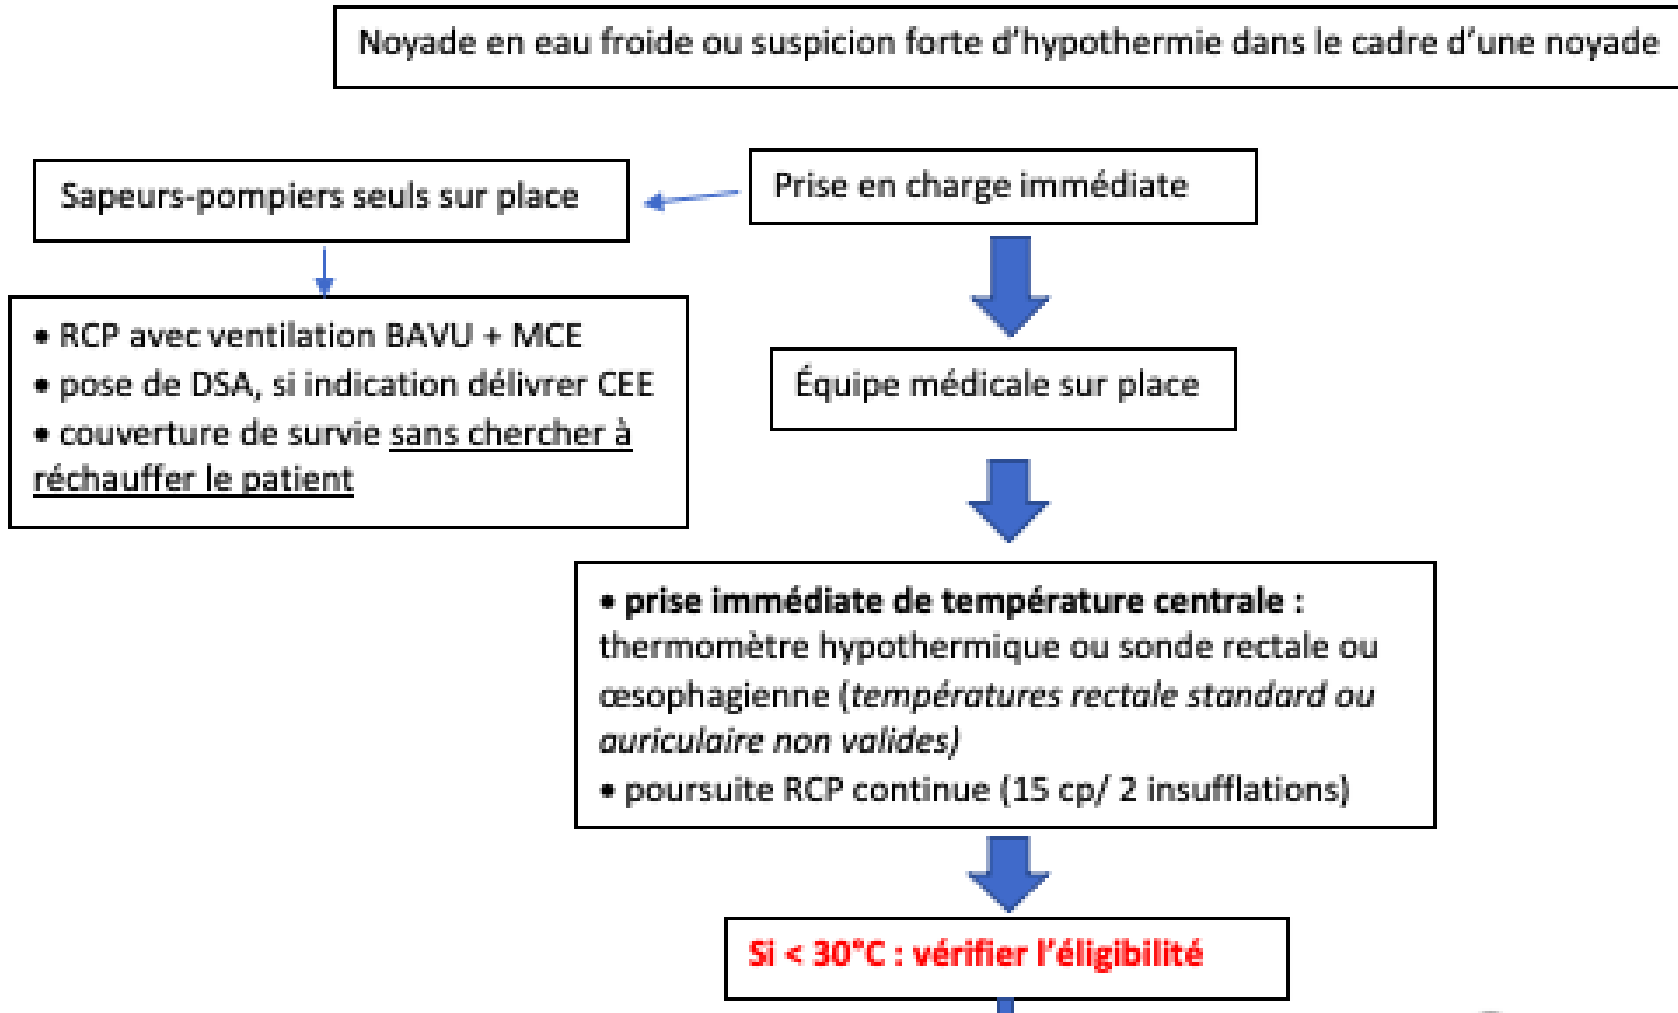 Noyade en eau froide ou suspicion forte d'hypothermie dans le cadre d'une noyade
Sapeurs-pompiers seuls sur place
Prise en charge immédiate
• RCP avec ventilation BAVU + MCE
• pose de DSA, si indication délivrer CEE
• couverture de survie sans chercher à
réchauffer le patient
Équipe médicale sur place
• prise immédiate de température centrale :
thermomètre hypothermique ou sonde rectale ou
œsophagienne (températures rectale standard ou
auriculaire non valides)
• poursuite RCP continue (15 cp/ 2 insufflations)
Si < 30°C : vérifier l'éligibilité